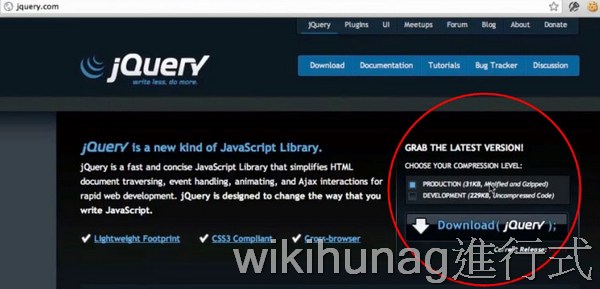 jquery.com
jQuery Plugins UI Meetups Forum Blog About Donate
jQuery
write less, do more.
Download Documentation Tutorials Bug Tracker Discussion
jQuery is a new kind of JavaScript Library.
jQuery is a fast and concise JavaScript Library that simplifies HTML
document traversing, event handling, animating, and Ajax interactions for
rapid web development. jQuery is designed to change the way that you
write JavaScript.
Lightweight Footprint CSS3 Compliant Cross-browser
GRAB THE LATEST VERSION!
CHOOSE YOUR COMPRESSION LEVEL:
PRODUCTION (31KB, Minified and Gzipped)
DEVELOPMENT (229KB, Uncompressed Code)
Download( jQuery );
Current Release:
wikihunag進行式